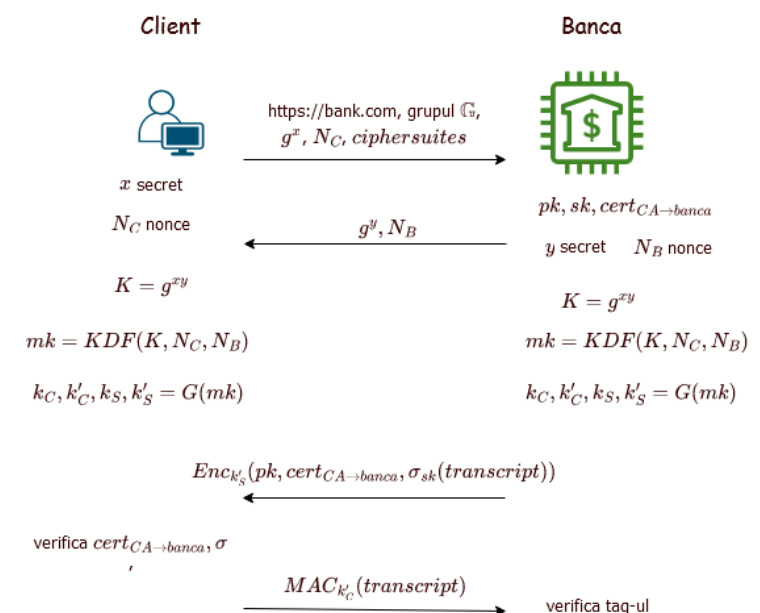 Client
Banca
https://bank.com, grupul 𝔾,
$g^x$, $N_C$, ciphersuites
$
x secret
$N_C$ nonce
$pk, sk, cert_{CA→banca}$
$g^y, N_B$
y secret $N_B$ nonce
$K = g^{xy}$
$K = g^{xy}$
$mk = KDF(K, N_C, N_B)$
$mk = KDF(K, N_C, N_B)$
$k_C, k'_C, k_S, k'_S = G(mk)$
$k_C, k'_C, k_S, k'_S = G(mk)$
$Enc_{k'_S}(pk, cert_{CA→banca}, σ_{sk}(transcript))$
verifica $cert_{CA→banca}, σ$
,
$MAC_{k'_C}(transcript)$
verifica tag-ul